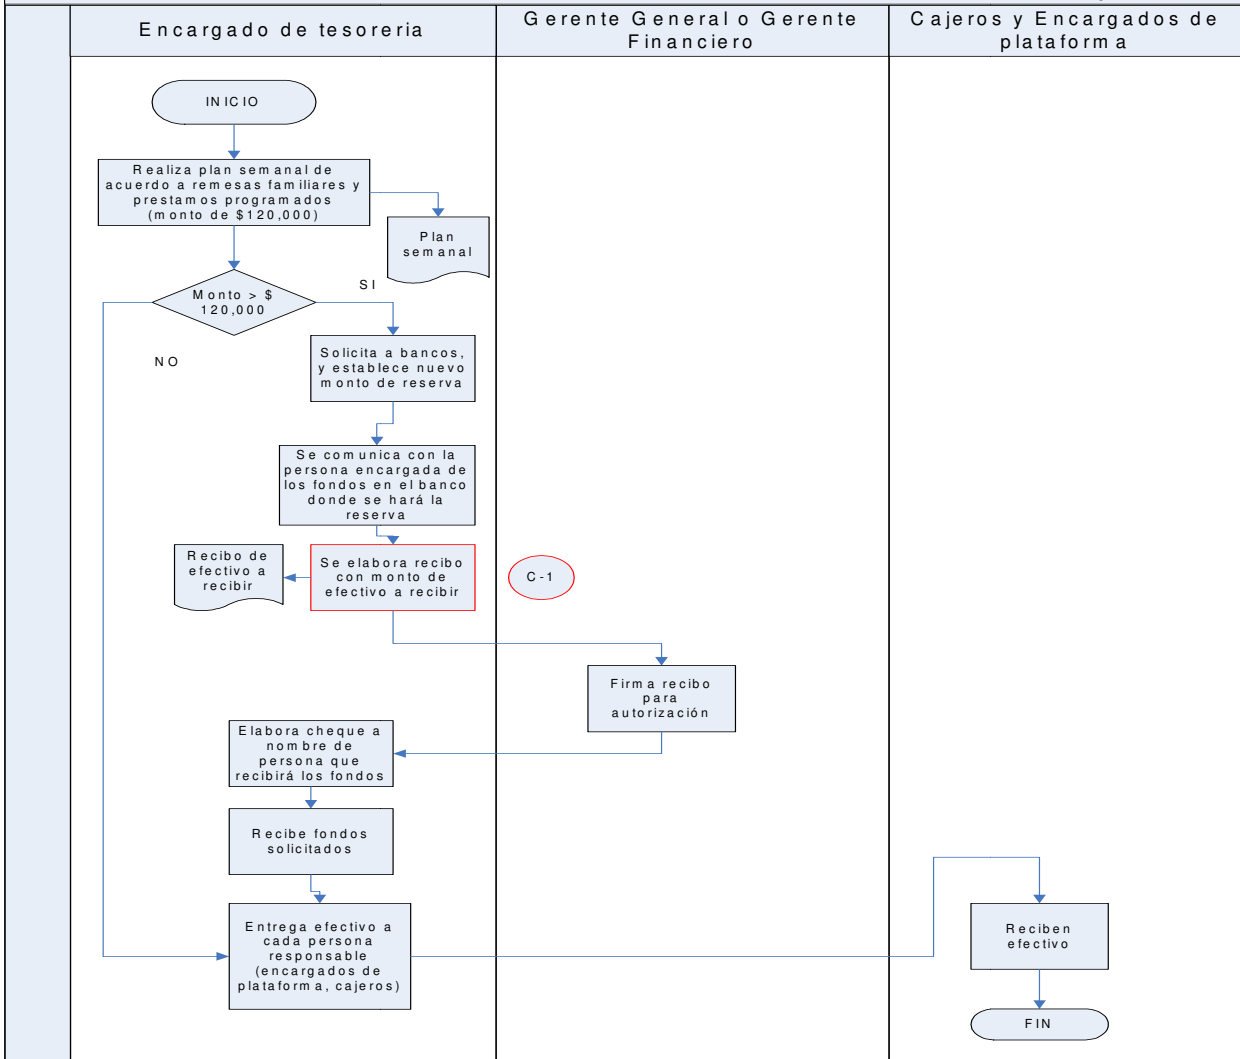 Encargado de tesoreria
Gerente General o Gerente
Financiero
Cajeros y Encargados de
plataforma
INICIO
Realiza plan semanal de
acuerdo a remesas familiares y
prestamos programados
(monto de $120,000)
Plan
semanal
SI
Monto > $
120,000
NO
Solicita a bancos,
y establece nuevo
monto de reserva
Se comunica con la
persona encargada de
los fondos en el banco
donde se hará la
reserva
Recibo de
efectivo a
recibir
Se elabora recibo
con monto de
efectivo a recibir
C-1
Firma recibo
para
autorización
Elabora cheque a
nombre de
persona que
recibirá los fondos
Recibe fondos
solicitados
Entrega efectivo a
cada persona
responsable
(encargados de
plataforma, cajeros)
Reciben
efectivo
FIN